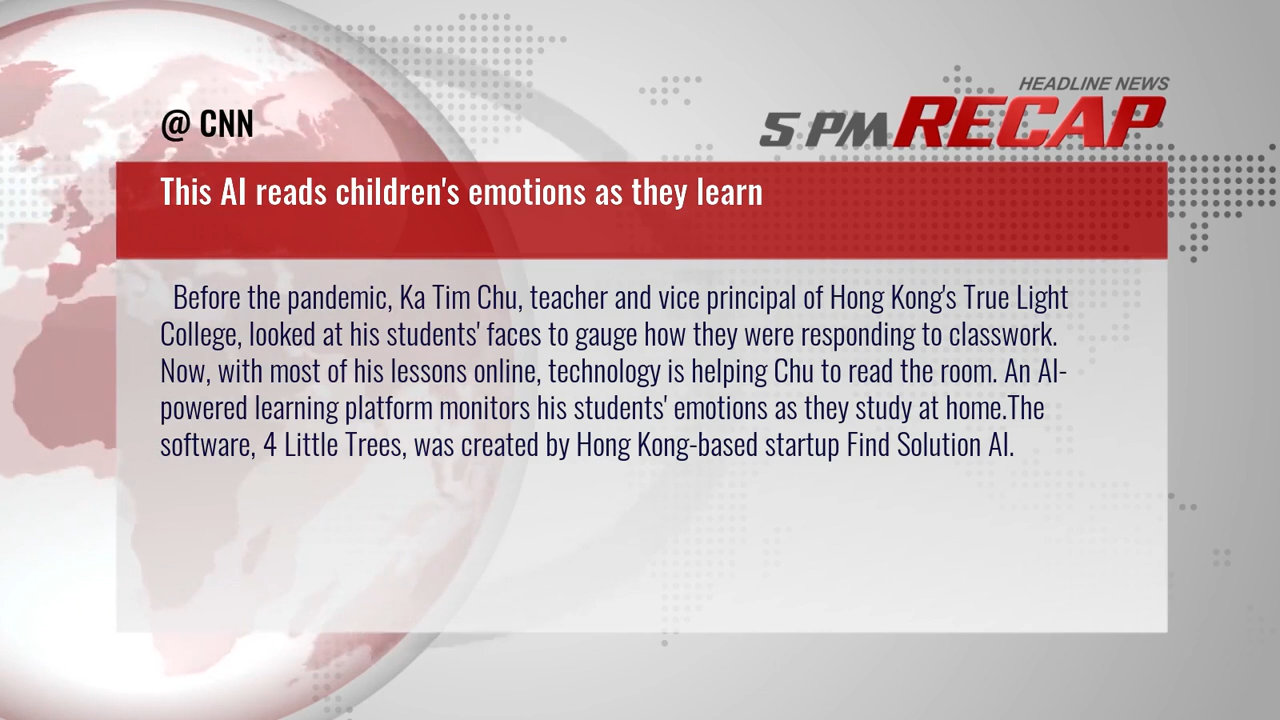 HEADLINE NEWS
@ CNN
5 PM RECAP
This AI reads children's emotions as they learn
Before the pandemic, Ka Tim Chu, teacher and vice principal of Hong Kong's True Light
College, looked at his students' faces to gauge how they were responding to classwork.
Now, with most of his lessons online, technology is helping Chu to read the room. An AI-
powered learning platform monitors his students' emotions as they study at home.The
software, 4 Little Trees, was created by Hong Kong-based startup Find Solution AI.